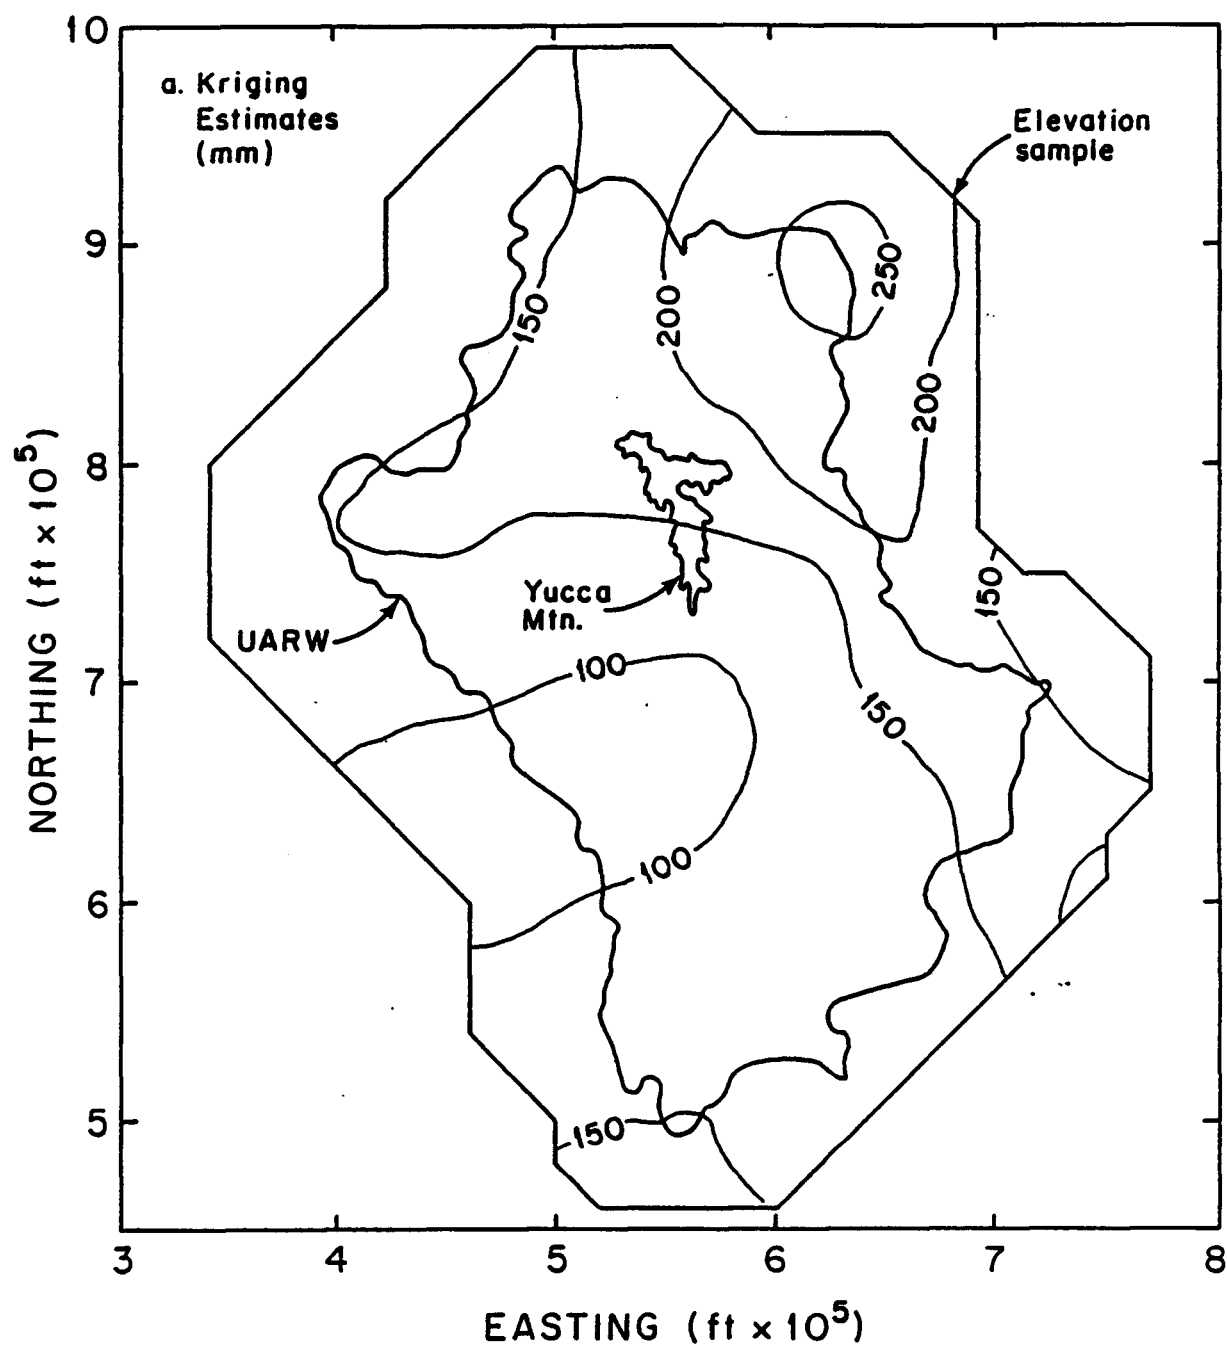 a. Kriging
Estimates
(mm)
Elevation
sample
10
9
8
7
6
5
NORTHING (ft x 10⁵)
150
200
250
200
150
Yucca
Mtn.
UARW
100
150
100
150
3
4
5
6
7
8
EASTING (ft x 10⁵)